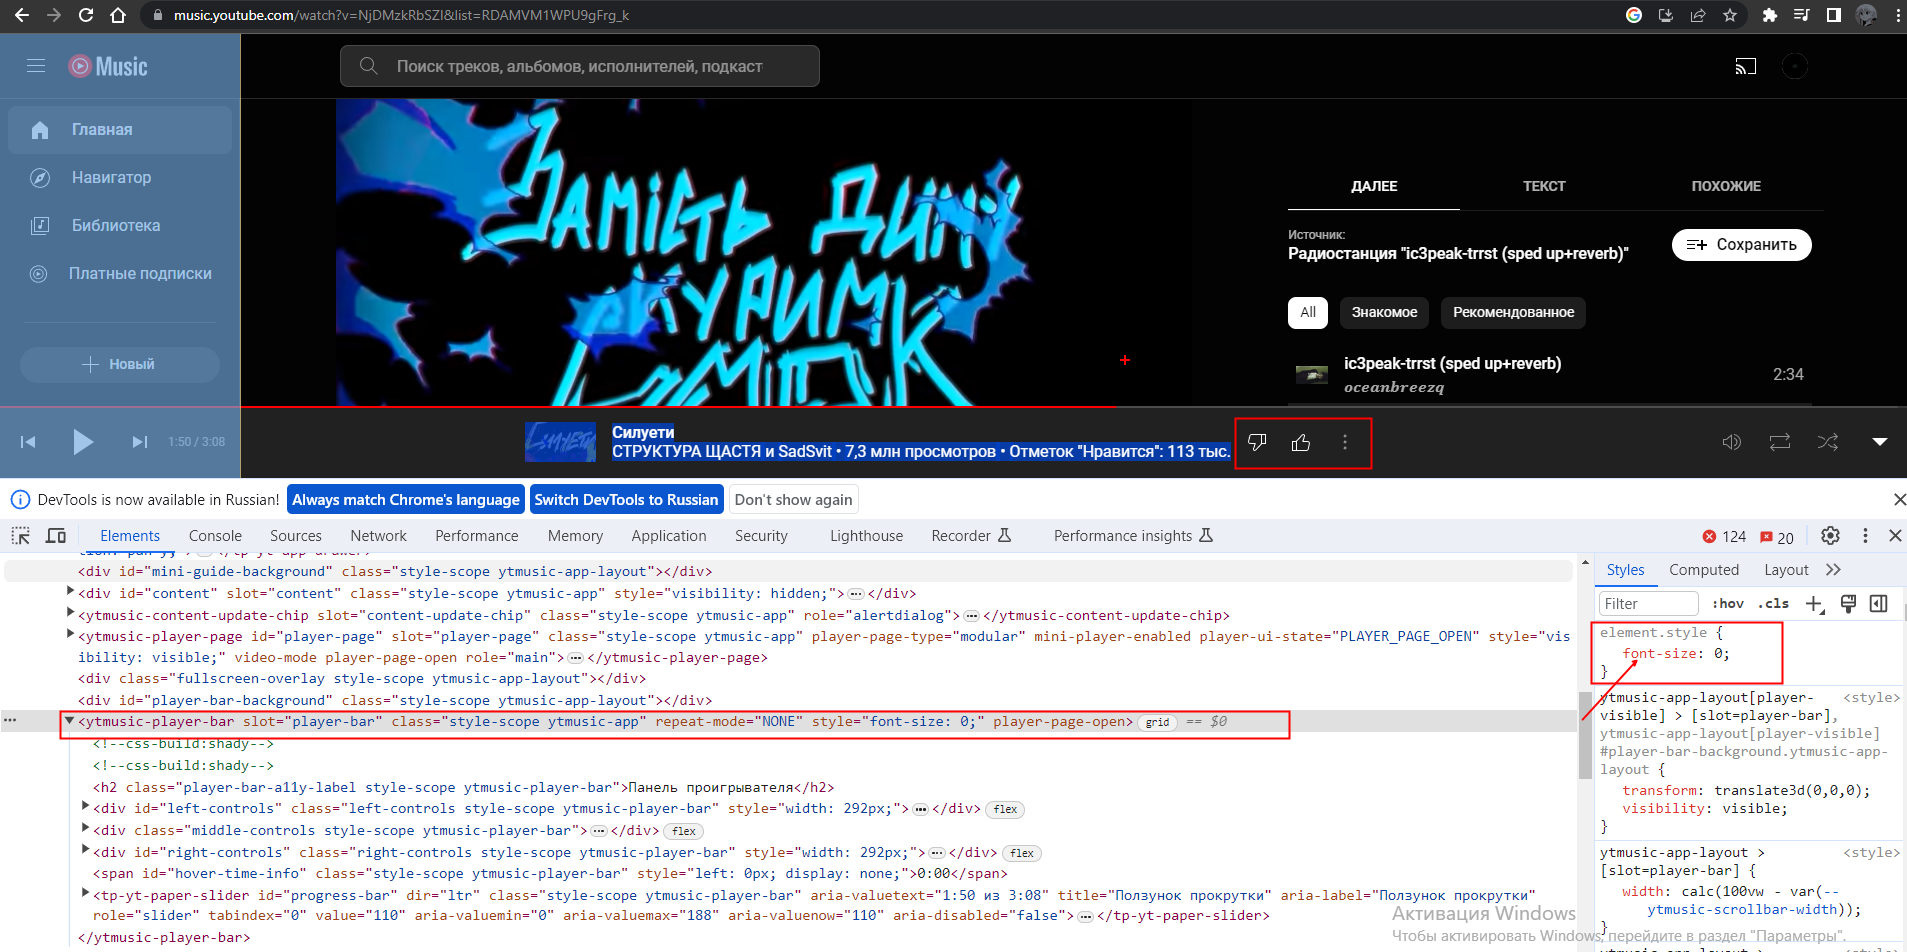 music.youtube.com/watch?v=NjDMzkRbSZI&list=RDAMVM1WPU9gFrg_k
Music
Поиск треков, альбомов, исполнителей, подкаст
Главная
Навигатор
Библиотека
Платные подписки
Новый
ЗАМІСТЬ ДИМУ
ДАЛЕЕ ТЕКСТ ПОХОЖИЕ
Источник:
Радиостанция "ic3peak-trrst (sped up+reverb)"
Сохранить
All Знакомое Рекомендованное
ic3peak-trrst (sped up+reverb)
oceanbreezq
2:34
1:50 / 3:08
Силуети
СТРУКТУРА ЩАСТЯ и SadSvit • 7,3 млн просмотров • Отметок "Нравится": 113 тыс.
DevTools is now available in Russian! Always match Chrome's language Switch DevTools to Russian Don't show again
Elements Console Sources Network Performance Memory Application Security Lighthouse Recorder Performance insights 124 20
<div id="mini-guide-background" class="style-scope ytmusic-app-layout"></div>
<div id="content" slot="content" class="style-scope ytmusic-app" style="visibility: hidden;">…</div>
<ytmusic-content-update-chip slot="content-update-chip" class="style-scope ytmusic-app" role="alertdialog">…</ytmusic-content-update-chip>
<ytmusic-player-page id="player-page" slot="player-page" class="style-scope ytmusic-app" player-page-type="modular" mini-player-enabled player-ui-state="PLAYER_PAGE_OPEN" style="vis
ibility: visible;" video-mode player-page-open role="main">…</ytmusic-player-page>
<div class="fullscreen-overlay style-scope ytmusic-app-layout"></div>
<div id="player-bar-background" class="style-scope ytmusic-app-layout"></div>
<ytmusic-player-bar slot="player-bar" class="style-scope ytmusic-app" repeat-mode="NONE" style="font-size: 0;" player-page-open> grid == $0
<!--css-build:shady-->
<!--css-build:shady-->
<h2 class="player-bar-a11y-label style-scope ytmusic-player-bar">Панель проигрывателя</h2>
<div id="left-controls" class="left-controls style-scope ytmusic-player-bar" style="width: 292px;">…</div> flex
<div class="middle-controls style-scope ytmusic-player-bar">…</div> flex
<div id="right-controls" class="right-controls style-scope ytmusic-player-bar" style="width: 292px;">…</div> flex
<span id="hover-time-info" class="style-scope ytmusic-player-bar" style="left: 0px; display: none;">0:00</span>
<tp-yt-paper-slider id="progress-bar" dir="ltr" class="style-scope ytmusic-player-bar" aria-valuetext="1:50 из 3:08" title="Ползунок прокрутки" aria-label="Ползунок прокрутки"
role="slider" tabindex="0" value="110" aria-valuemin="0" aria-valuemax="188" aria-valuenow="110" aria-disabled="false">…</tp-yt-paper-slider>
</ytmusic-player-bar>
Styles Computed Layout
Filter :hov .cls
element.style {
font-size: 0;
}
ytmusic-app-layout[player- <style>
visible] > [slot=player-bar],
ytmusic-app-layout[player-visible]
#player-bar-background.ytmusic-app-
layout {
transform: translate3d(0,0,0);
visibility: visible;
}
ytmusic-app-layout > <style>
[slot=player-bar] {
width: calc(100vw - var(--
ytmusic-scrollbar-width));
}
Активация Windows
Чтобы активировать Windows, перейдите в раздел "Параметры".